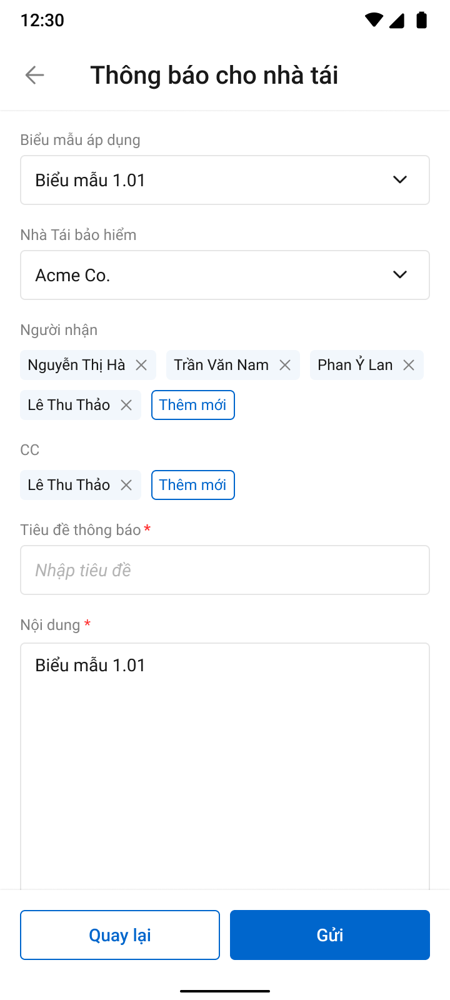 12:30
Thông báo cho nhà tái
Biểu mẫu áp dụng
Biểu mẫu 1.01
Nhà Tái bảo hiểm
Acme Co.
Người nhận
Nguyễn Thị Hà Trần Văn Nam Phan Ỷ Lan
Lê Thu Thảo Thêm mới
CC
Lê Thu Thảo Thêm mới
Tiêu đề thông báo *
Nhập tiêu đề
Nội dung *
Biểu mẫu 1.01
Quay lại Gửi